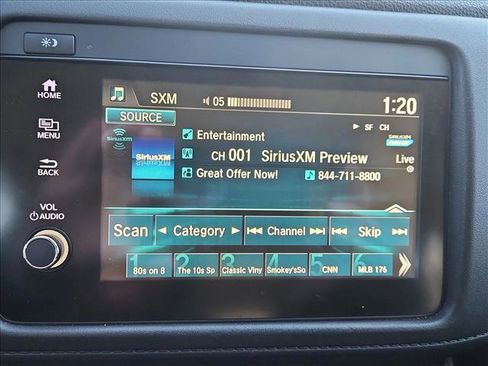 HOME
MENU
BACK
VOL
AUDIO
SXM 05 1:20
SOURCE
SiriusXM
SiriusXM
Entertainment
SF CH
SiriusXM
CH 001 SiriusXM Preview Live
Great Offer Now! 844-711-8800
Scan Category Channel Skip
1 2 3 4 5 6
80s on 8 The 10s Sp Classic Viny Smokey'sSo CNN MLB 176